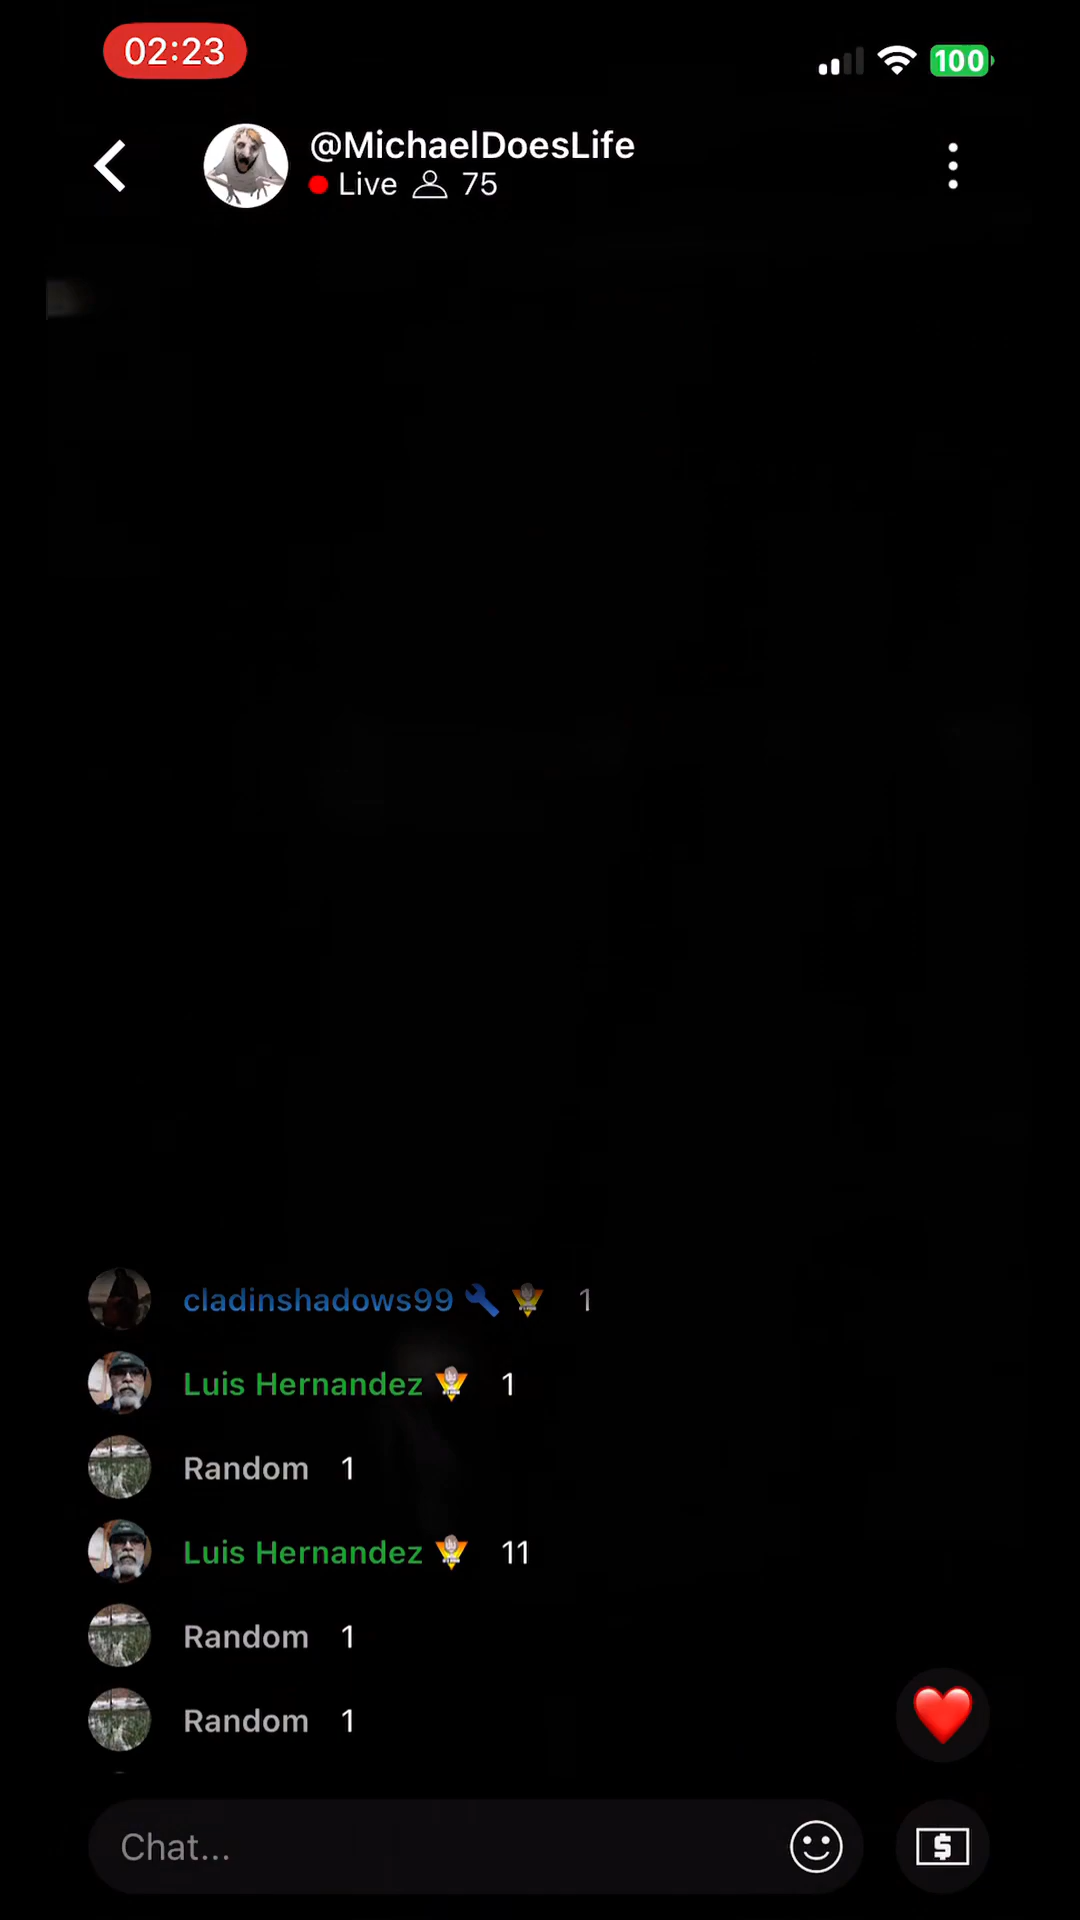 02:23
100
@MichaelDoesLife
Live 75
cladinshadows99 1
Luis Hernandez 1
Random 1
Luis Hernandez 11
Random 1
Random 1
Chat...
$